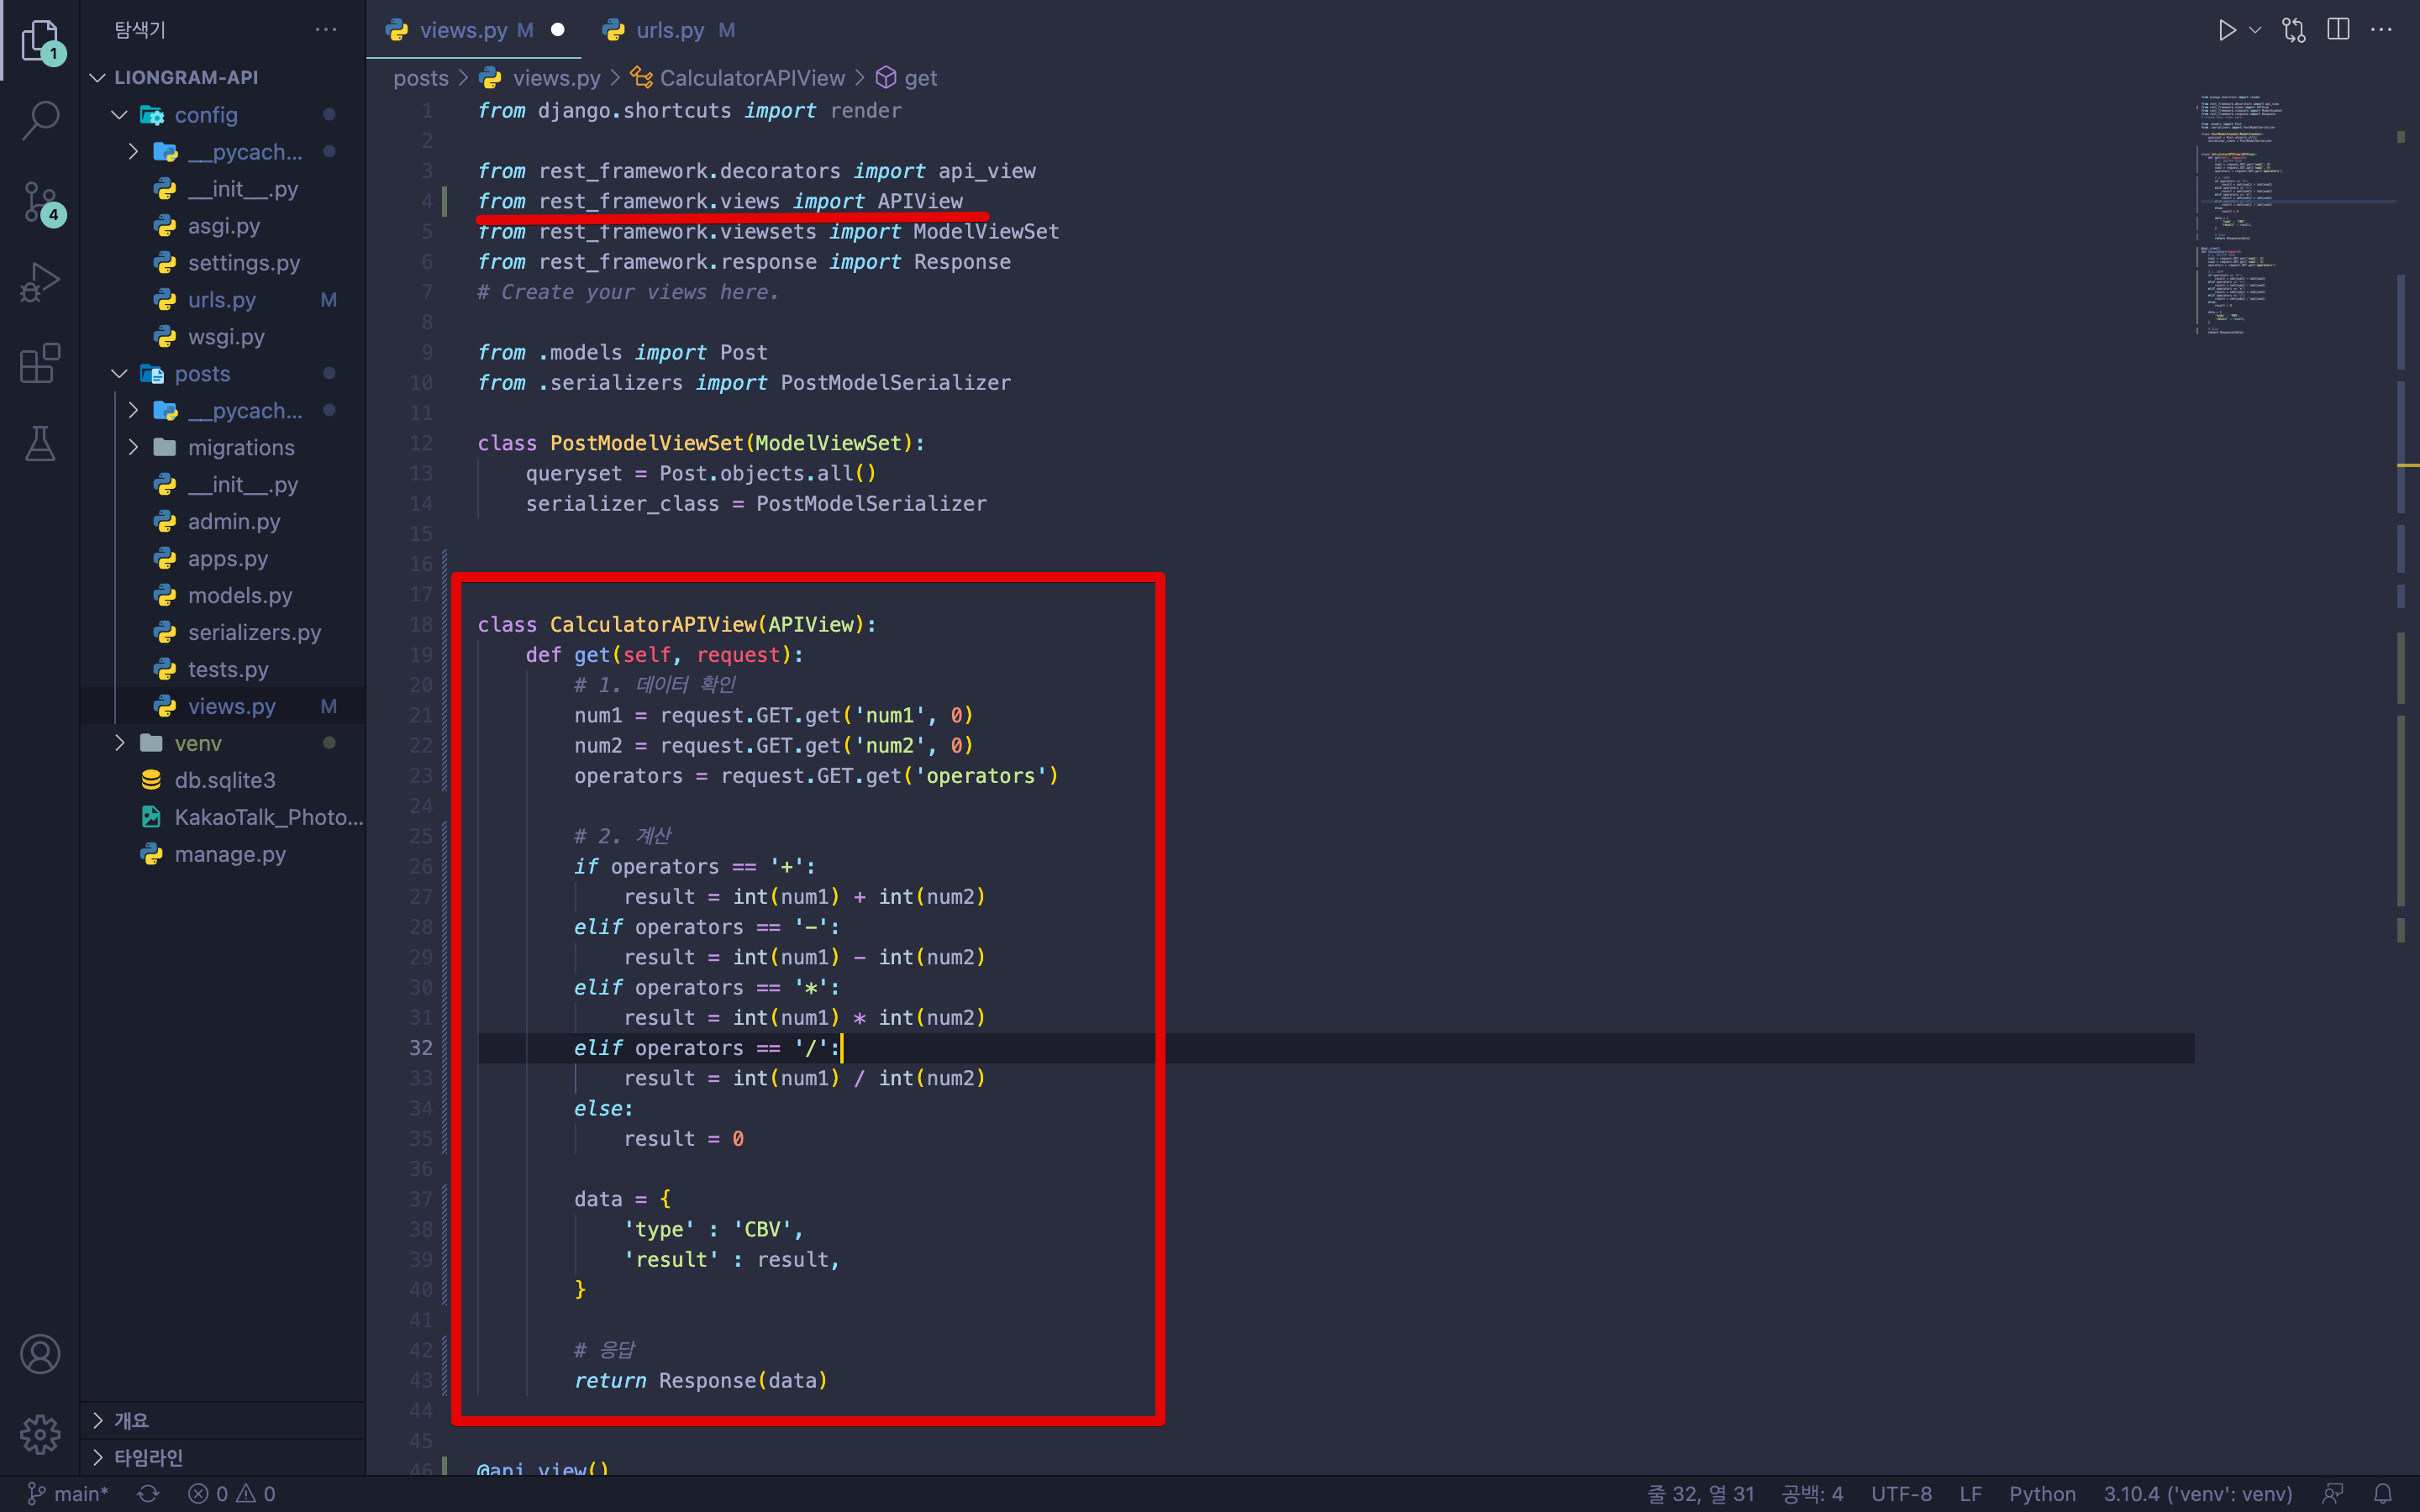 탐색기
1
4
LIONGRAM-API
config
__pycach...
__init__.py
asgi.py
settings.py
urls.py M
wsgi.py
posts
__pycach...
migrations
__init__.py
admin.py
apps.py
models.py
serializers.py
tests.py
views.py M
venv
db.sqlite3
KakaoTalk_Photo...
manage.py
개요
타임라인
views.py M urls.py M
posts > views.py > CalculatorAPIView > get
1 from django.shortcuts import render
2
3 from rest_framework.decorators import api_view
4 from rest_framework.views import APIView
5 from rest_framework.viewsets import ModelViewSet
6 from rest_framework.response import Response
7 # Create your views here.
8
9 from .models import Post
10 from .serializers import PostModelSerializer
11
12 class PostModelViewSet(ModelViewSet):
13 queryset = Post.objects.all()
14 serializer_class = PostModelSerializer
15
16
17
18 class CalculatorAPIView(APIView):
19 def get(self, request):
20 # 1. 데이터 확인
21 num1 = request.GET.get('num1', 0)
22 num2 = request.GET.get('num2', 0)
23 operators = request.GET.get('operators')
24
25 # 2. 계산
26 if operators == '+':
27 result = int(num1) + int(num2)
28 elif operators == '-':
29 result = int(num1) - int(num2)
30 elif operators == '*':
31 result = int(num1) * int(num2)
32 elif operators == '/':
33 result = int(num1) / int(num2)
34 else:
35 result = 0
36
37 data = {
38 'type' : 'CBV',
39 'result' : result,
40 }
41
42 # 응답
43 return Response(data)
44
45
46 @api_view()
main* 0 0 줄 32, 열 31 공백: 4 UTF-8 LF Python 3.10.4 ('venv': venv)